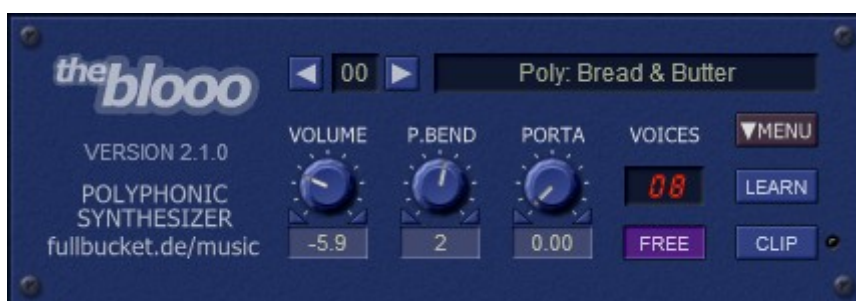 the blooo
00
Poly: Bread & Butter
VERSION 2.1.0
POLYPHONIC
SYNTHESIZER
fullbucket.de/music
VOLUME P.BEND PORTA VOICES ▼MENU
08 LEARN
-5.9 2 0.00 FREE CLIP